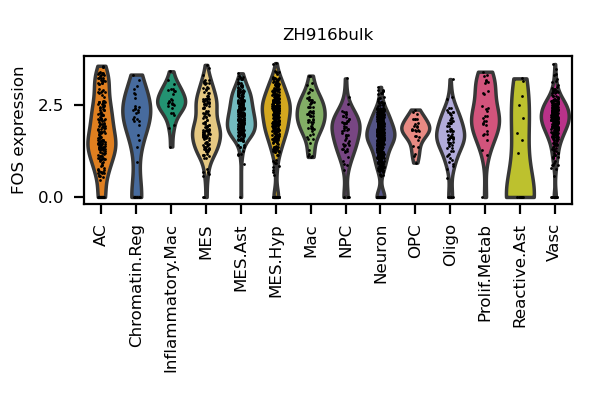 ZH916bulk
FOS expression
2.5
0.0
AC
Chromatin.Reg
Inflammatory.Mac
MES
MES.Ast
MES.Hyp
Mac
NPC
Neuron
OPC
Oligo
Prolif.Metab
Reactive.Ast
Vasc